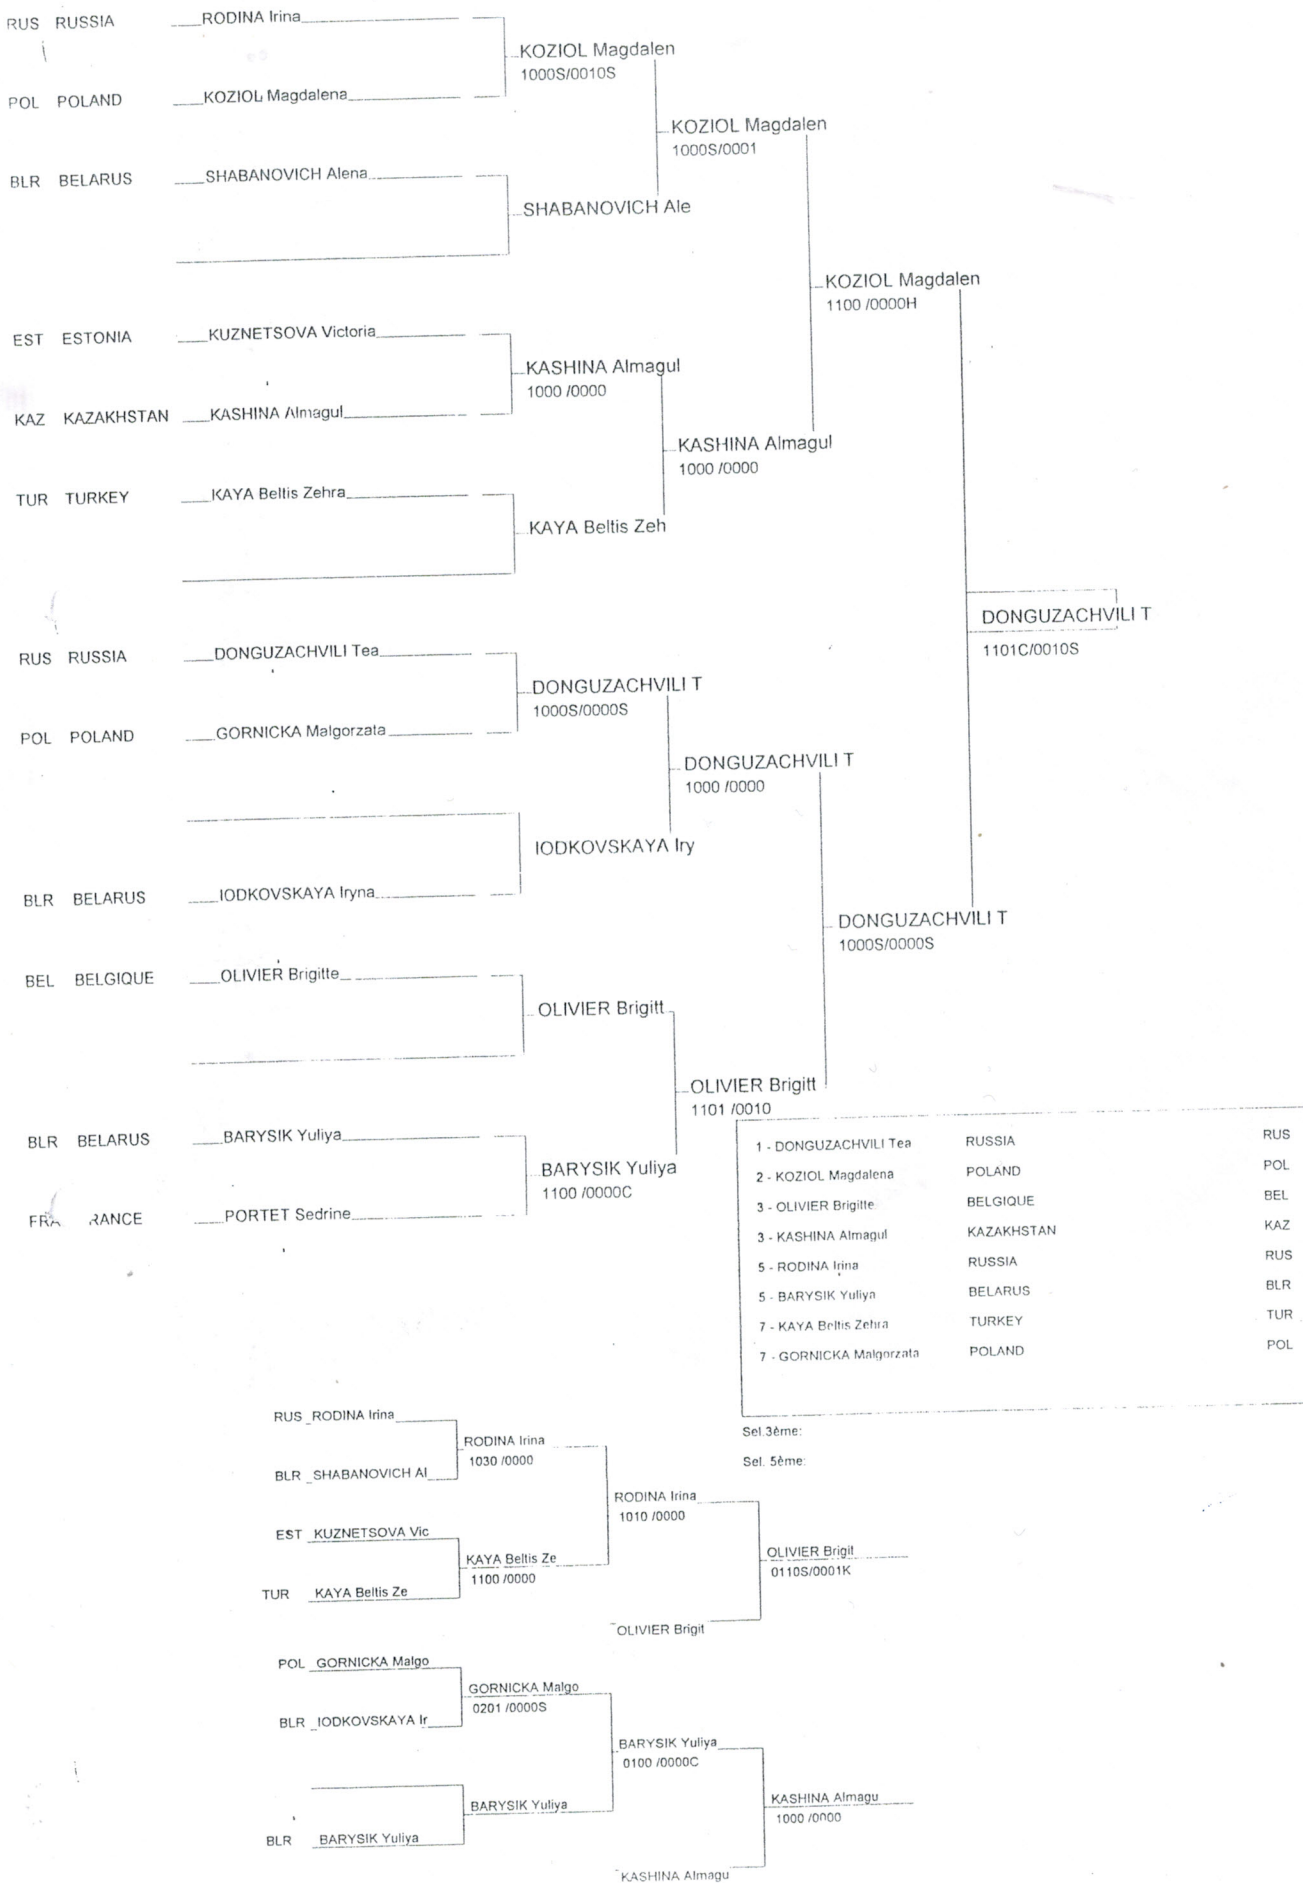 RUS RUSSIA RODINA Irina
KOZIOL Magdalen
1000S/0010S
POL POLAND KOZIOL Magdalena
KOZIOL Magdalen
1000S/0001
BLR BELARUS SHABANOVICH Alena
SHABANOVICH Ale
KOZIOL Magdalen
1100 /0000H
EST ESTONIA KUZNETSOVA Victoria
KASHINA Almagul
1000 /0000
KAZ KAZAKHSTAN KASHINA Almagul
KASHINA Almagul
1000 /0000
TUR TURKEY KAYA Beltis Zehra
KAYA Beltis Zeh
DONGUZACHVILI T
1101C/0010S
RUS RUSSIA DONGUZACHVILI Tea
DONGUZACHVILI T
1000S/0000S
POL POLAND GORNICKA Malgorzata
DONGUZACHVILI T
1000 /0000
IODKOVSKAYA Iry
BLR BELARUS IODKOVSKAYA Iryna
DONGUZACHVILI T
1000S/0000S
BEL BELGIQUE OLIVIER Brigitte
OLIVIER Brigitt
OLIVIER Brigitt
1101 /0010
BLR BELARUS BARYSIK Yuliya
BARYSIK Yuliya
1100 /0000C
FRA RANCE PORTET Sedrine
1 - DONGUZACHVILI Tea RUSSIA RUS
2 - KOZIOL Magdalena POLAND POL
3 - OLIVIER Brigitte BELGIQUE BEL
3 - KASHINA Almagul KAZAKHSTAN KAZ
5 - RODINA Irina RUSSIA RUS
5 - BARYSIK Yuliya BELARUS BLR
7 - KAYA Beltis Zehra TURKEY TUR
7 - GORNICKA Malgorzata POLAND POL
Sel.3ème:
Sel. 5ème:
RUS RODINA Irina
RODINA Irina
1030 /0000
BLR SHABANOVICH Al
RODINA Irina
1010 /0000
EST KUZNETSOVA Vic
KAYA Beltis Ze
1100 /0000
TUR KAYA Beltis Ze
OLIVIER Brigit
0110S/0001K
OLIVIER Brigit
POL GORNICKA Malgo
GORNICKA Malgo
0201 /0000S
BLR IODKOVSKAYA Ir
BARYSIK Yuliya
0100 /0000C
BARYSIK Yuliya
BLR BARYSIK Yuliya
KASHINA Almagu
1000 /0000
KASHINA Almagu